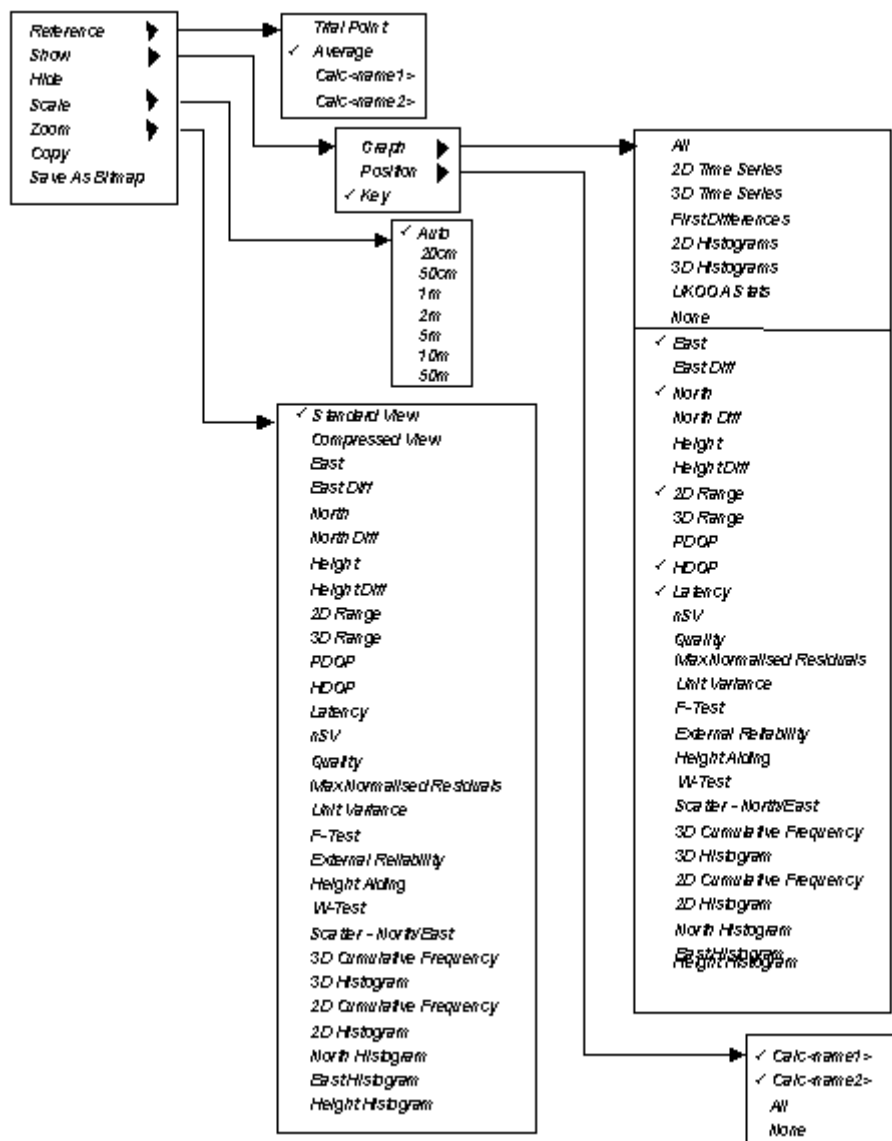 Reference
Show
Hide
Scale
Zoom
Copy
Save As Bitmap
Trial Point
✓ Average
Calc<name1>
Calc<name2>
Graph
Position
✓ Key
✓ Auto
20cm
50cm
1m
2m
5m
10m
50m
All
2D Time Series
3D Time Series
First Differences
2D Histograms
3D Histograms
UKOOA Stats
None
✓ East
East Diff
✓ North
North Diff
Height
Height Diff
✓ 2D Range
3D Range
PDOP
✓ HDOP
✓ Latency
nSV
Quality
Max Normalised Residuals
Unit Variance
F-Test
External Reliability
Height Aiding
W-Test
Scatter - North/East
3D Cumulative Frequency
3D Histogram
2D Cumulative Frequency
2D Histogram
North Histogram
East Histogram
Height Histogram
✓ Standard View
Compressed View
East
East Diff
North
North Diff
Height
Height Diff
2D Range
3D Range
PDOP
HDOP
Latency
nSV
Quality
Max Normalised Residuals
Unit Variance
F-Test
External Reliability
Height Aiding
W-Test
Scatter - North/East
3D Cumulative Frequency
3D Histogram
2D Cumulative Frequency
2D Histogram
North Histogram
East Histogram
Height Histogram
✓ Calc<name1>
✓ Calc<name2>
All
None